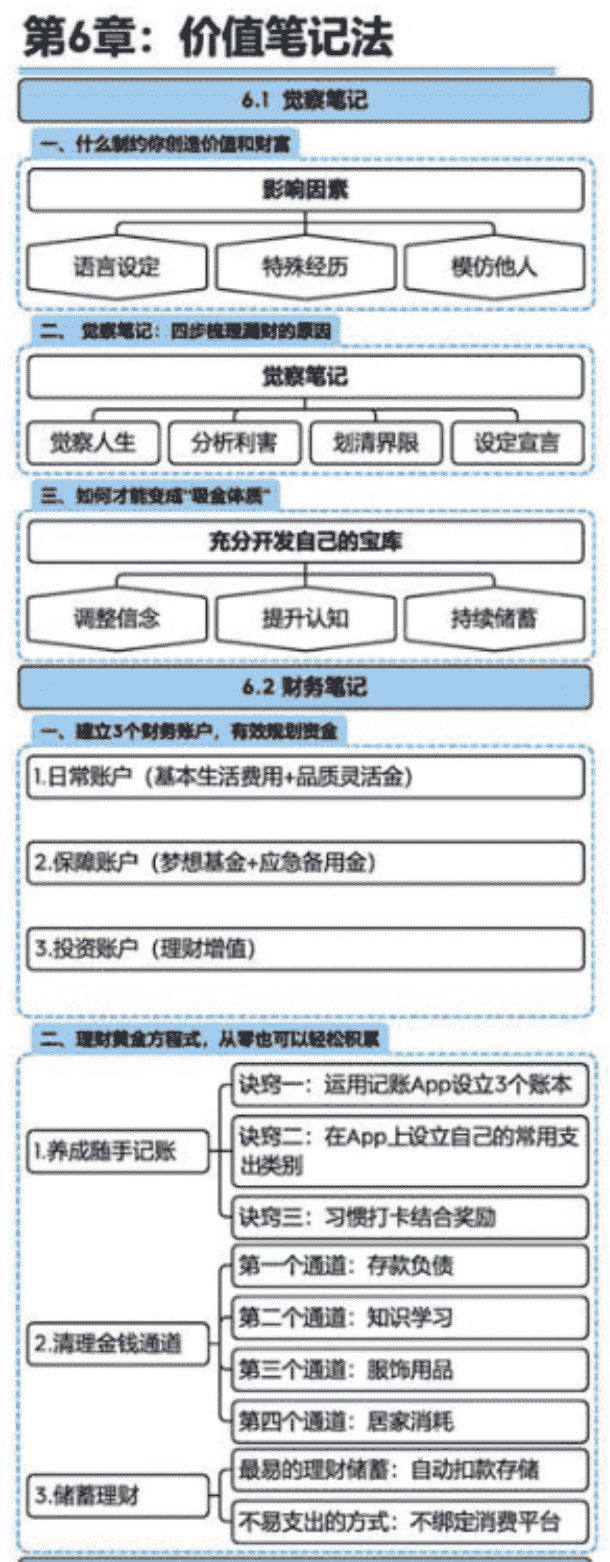 第6章：价值笔记法
6.1 觉察笔记
一、什么制约你创造价值和财富
影响因素
语言设定
特殊经历
模仿他人
二、觉察笔记：四步梳理漏财的原因
觉察笔记
觉察人生
分析利害
划清界限
设定宣言
三、如何才能变成“吸金体质”
充分开发自己的宝库
调整信念
提升认知
持续储蓄
6.2 财务笔记
一、建立3个财务账户，有效规划资金
1.日常账户（基本生活费用+品质灵活金）
2.保障账户（梦想基金+应急备用金）
3.投资账户（理财增值）
二、理财黄金方程式，从零也可以轻松积累
1.养成随手记账
诀窍一：运用记账App设立3个账本
诀窍二：在App上设立自己的常用支
出类别
诀窍三：习惯打卡结合奖励
2.清理金钱通道
第一个通道：存款负债
第二个通道：知识学习
第三个通道：服饰用品
第四个通道：居家消耗
3.储蓄理财
最易的理财储蓄：自动扣款存储
不易支出的方式：不绑定消费平台